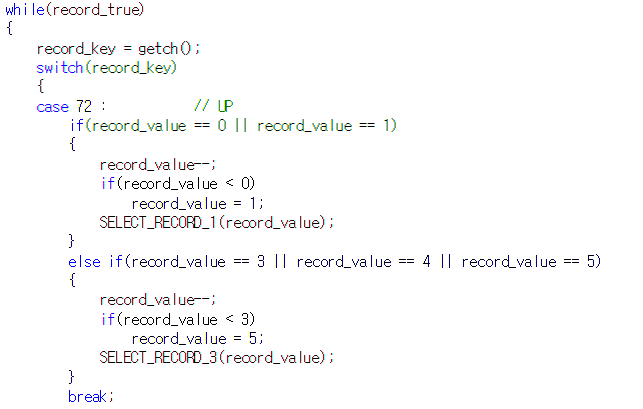 while(record_true)
{
record_key = getch();
switch(record_key)
{
case 72 : // UP
if(record_value == 0 || record_value == 1)
{
record_value--;
if(record_value < 0)
record_value = 1;
SELECT_RECORD_1(record_value);
}
else if(record_value == 3 || record_value == 4 || record_value == 5)
{
record_value--;
if(record_value < 3)
record_value = 5;
SELECT_RECORD_3(record_value);
}
break;